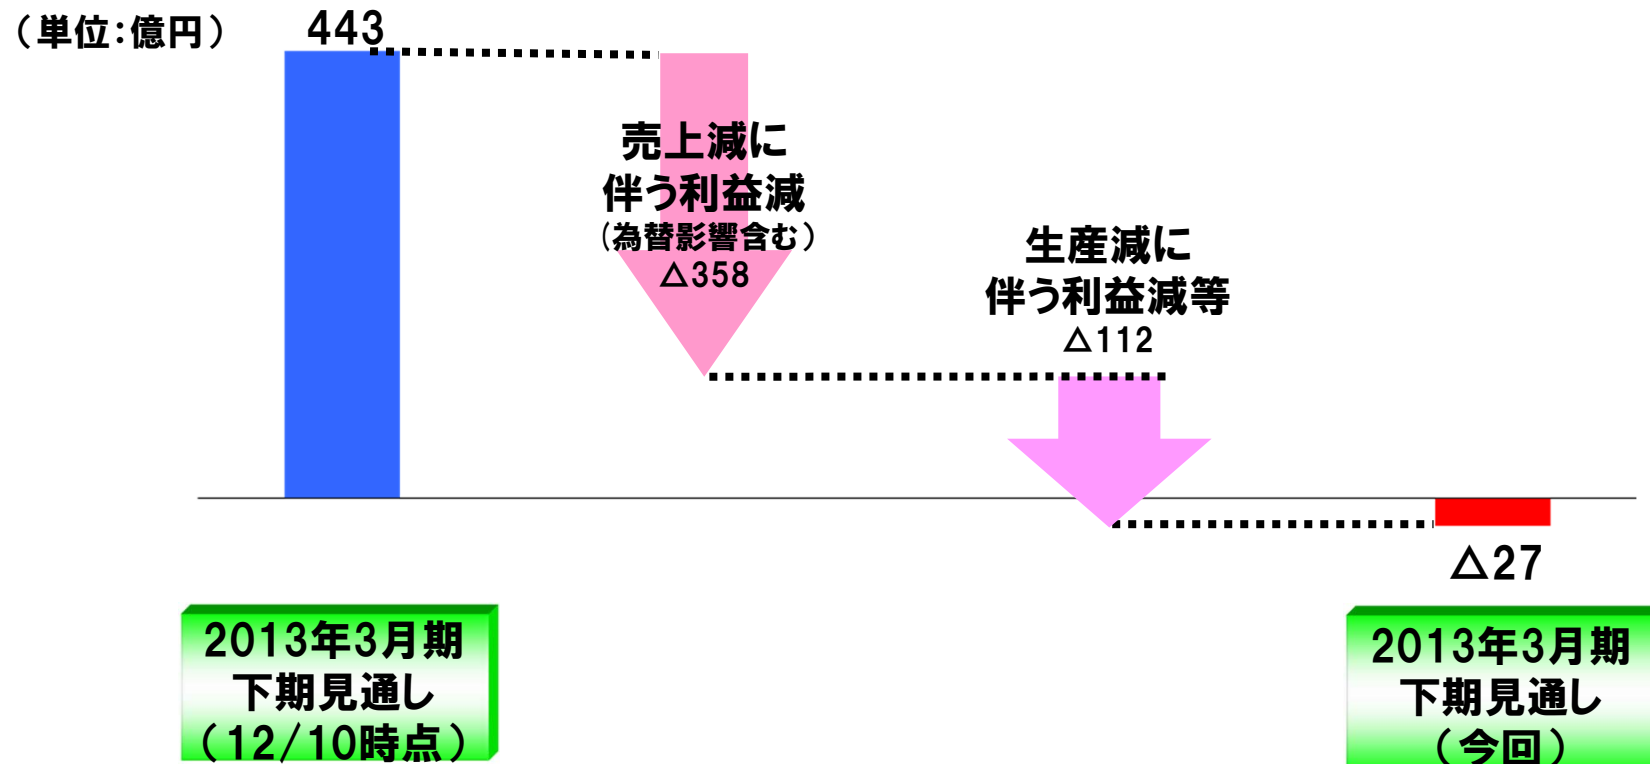 （単位：億円）
443
売上減に
伴う利益減
（為替影響含む）
△358
生産減に
伴う利益減等
△112
△27
2013年3月期
下期見通し
（12/10時点）
2013年3月期
下期見通し
（今回）